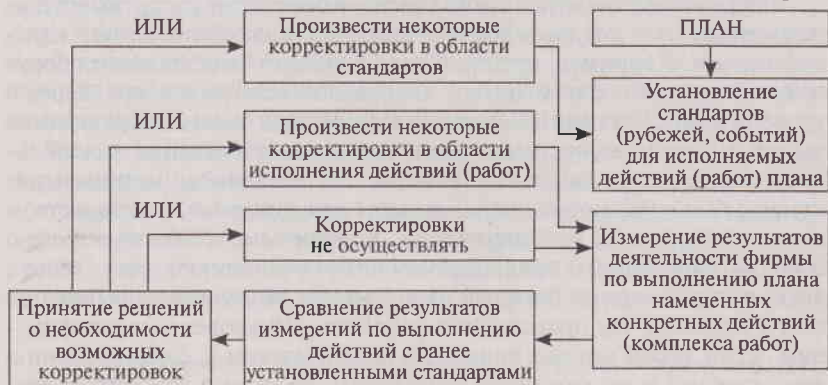 ИЛИ
Произвести некоторые
корректировки в области
стандартов
ПЛАН
ИЛИ
Произвести некоторые
корректировки в области
исполнения действий (работ)
Установление
стандартов
(рубежей, событий)
для исполняемых
действий (работ) плана
ИЛИ
Корректировки
не осуществлять
Измерение результатов
деятельности фирмы
по выполнению плана
намеченных
конкретных действий
(комплекса работ)
Принятие решений
о необходимости
возможных
корректировок
Сравнение результатов
измерений по выполнению
действий с ранее
установленными стандартами